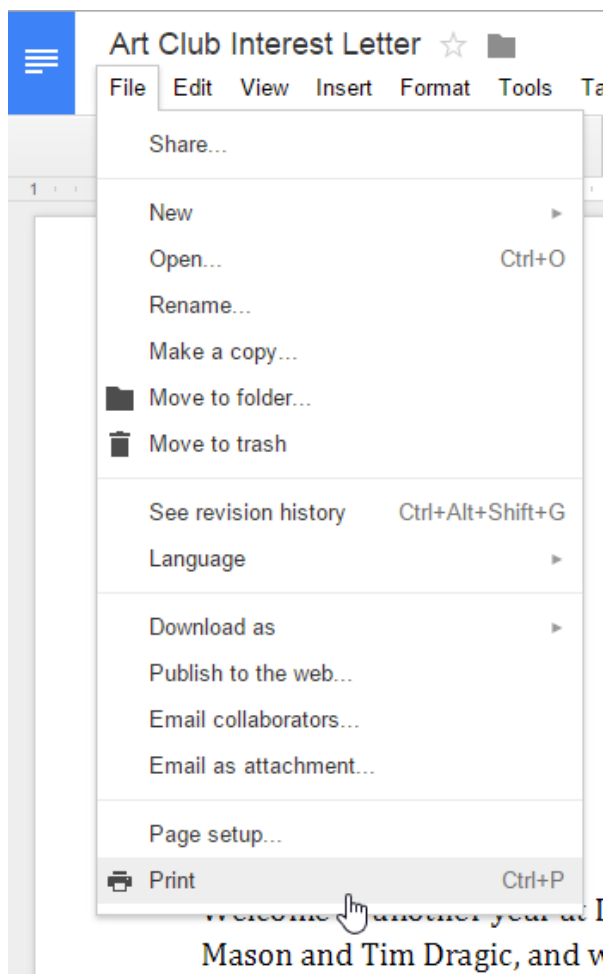 Art Club Interest Letter
File Edit View Insert Format Tools Ta
Share...
1
New
Open... Ctrl+O
Rename...
Make a copy...
Move to folder...
Move to trash
See revision history Ctrl+Alt+Shift+G
Language
Download as
Publish to the web...
Email collaborators...
Email as attachment...
Page setup...
Print Ctrl+P
Welcome another year at
Mason and Tim Dragic, and w